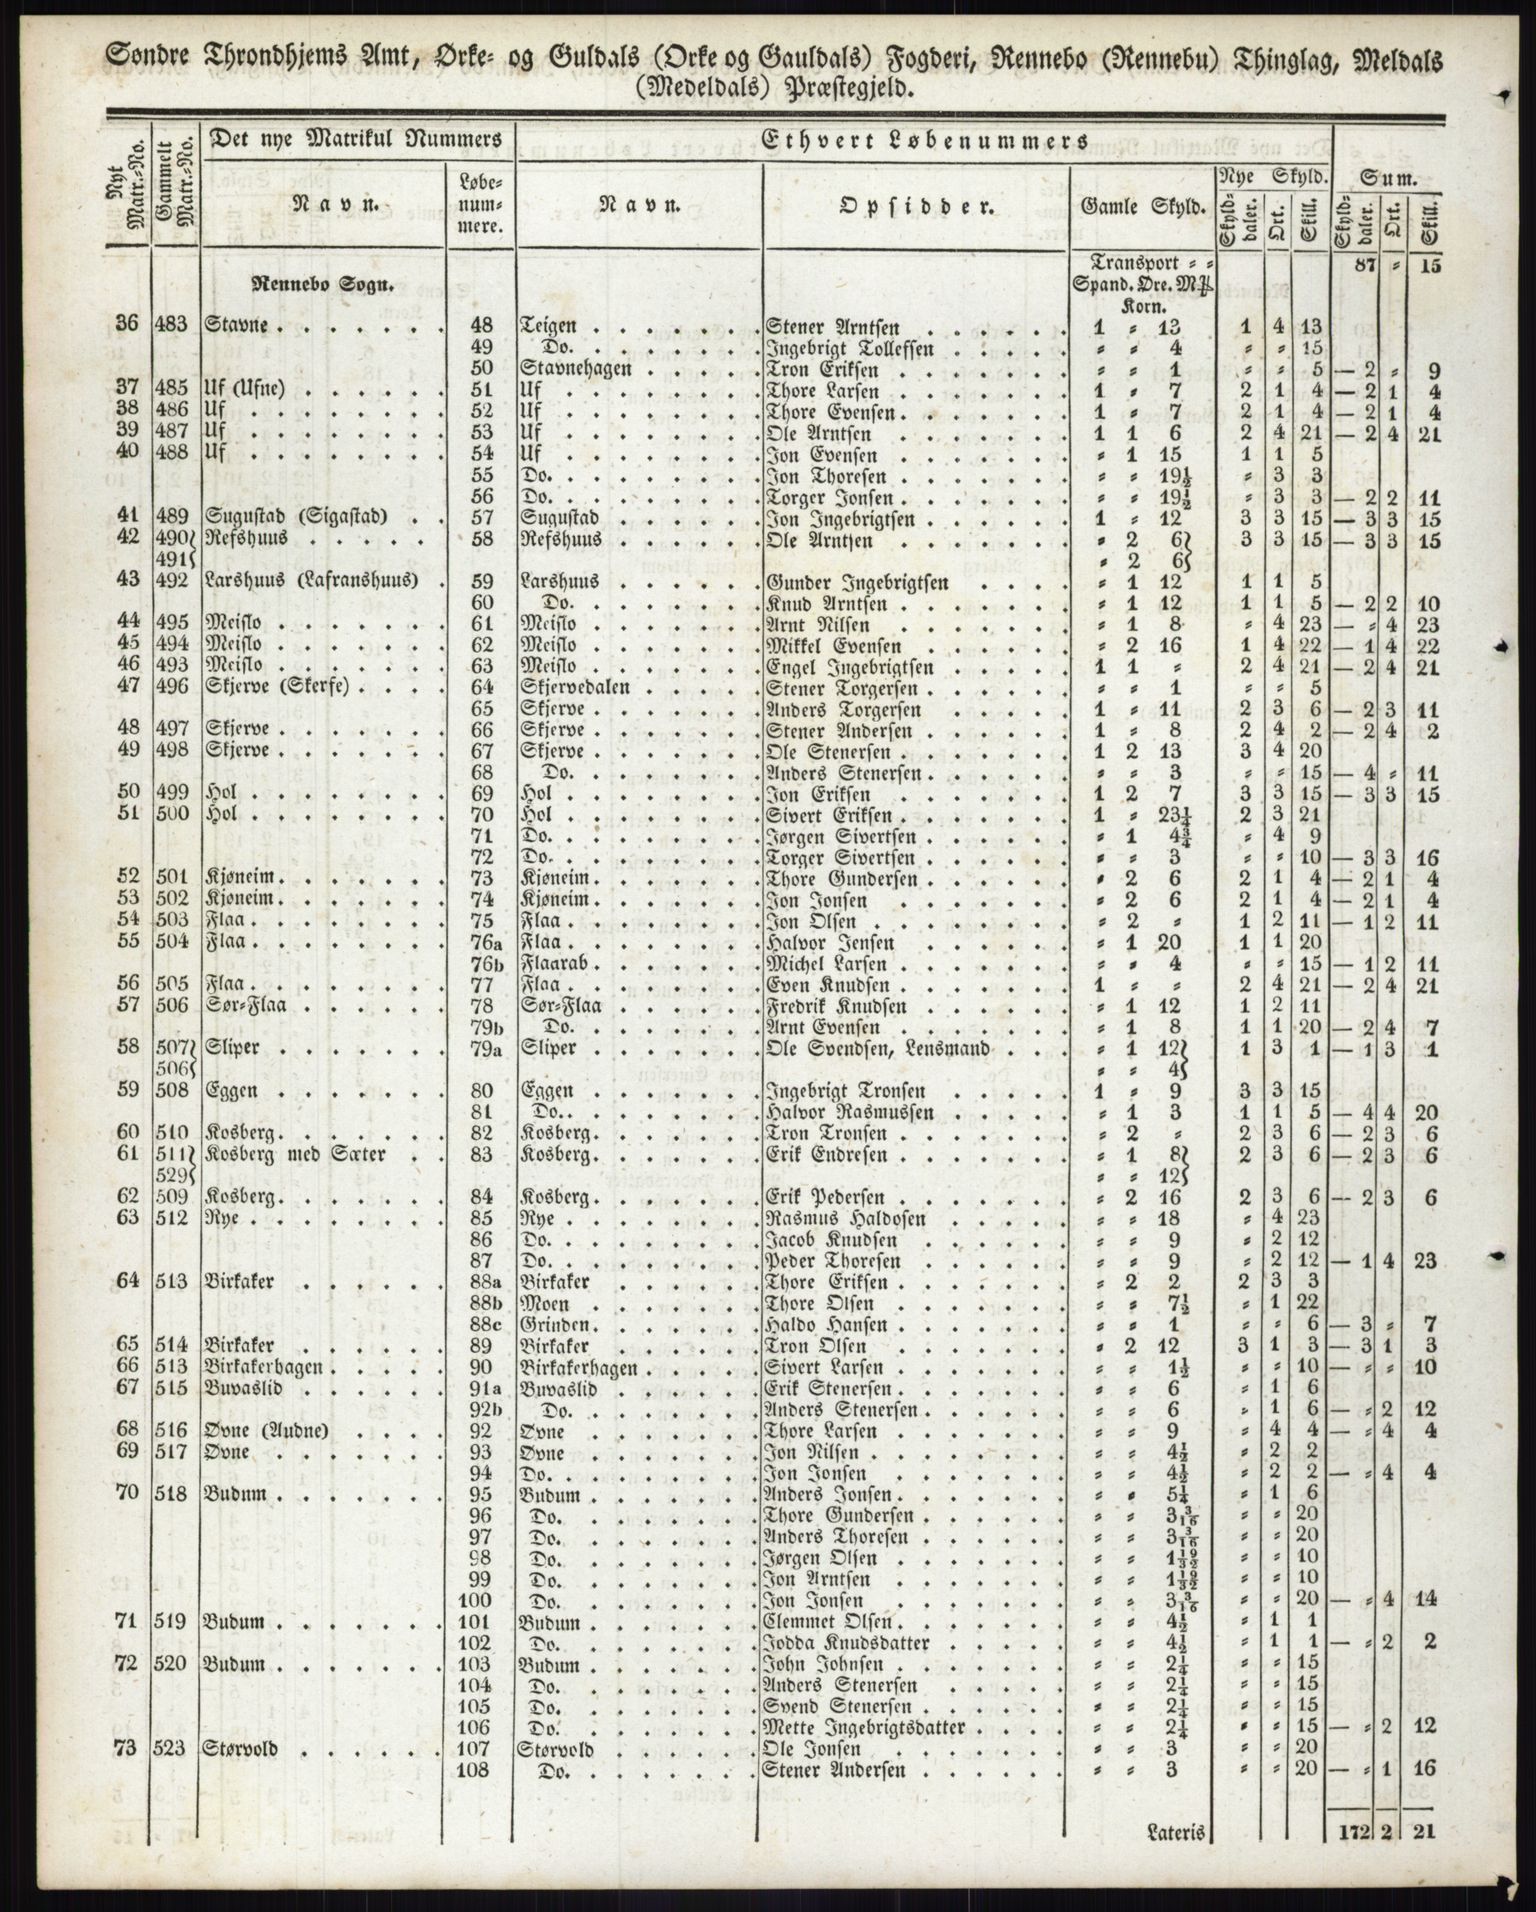 Søndre Throndhjems Amt, Ørke- og Guldals (Orke og Gauldals) Fogderi, Rennebo (Rennebu) Thinglag, Meldals
(Medeldals) Præstegjeld.
Nyt Matr.-No. Gammelt Matr.-No. Det nye Matrikul Nummers Ethvert Løbenummers
Navn. Løbe-nummere. Navn. Opsidder. Gamle Skyld. Nye Skyld. Sum.
Skylddaler. Ort. Skill. Skylddaler. Ort. Skill.
Transport = = 87 = 15
Rennebo Sogn. Spand. Øre. M℔
Korn.
36 483 Stavne 48 Teigen Stener Arntsen 1 = 13 1 4 13
49 Do. Ingebrigt Tollefsen = = 4 = = 15
50 Stavnehagen Tron Eriksen = = 1 = = 5 — 2 = 9
37 485 Uf (Ufne) 51 Uf Thore Larsen 1 = 7 2 1 4 — 2 1 4
38 486 Uf 52 Uf Thore Evensen 1 = 7 2 1 4 — 2 1 4
39 487 Uf 53 Uf Ole Arntsen 1 1 6 2 4 21 — 2 4 21
40 488 Uf 54 Uf Jon Evensen = 1 15 1 1 5
55 Do. Jon Thoresen = = 19½ = 3 3
56 Do. Torger Jonsen = = 19½ = 3 3 — 2 2 11
41 489 Sugustad (Sigastad) 57 Sugustad Jon Ingebrigtsen 1 = 12 3 3 15 — 3 3 15
42 490} Refshuus 58 Refshuus Ole Arntsen = 2 6} 3 3 15 — 3 3 15
491} = 2 6}
43 492 Larshuus (Lafranshuus) 59 Larshuus Gunder Ingebrigtsen = 1 12 1 1 5
60 Do. Knud Arntsen = 1 12 1 1 5 — 2 2 10
44 495 Meislo 61 Meislo Arnt Nilsen = 1 8 = 4 23 — = 4 23
45 494 Meislo 62 Meislo Mikkel Evensen = 2 16 1 4 22 — 1 4 22
46 493 Meislo 63 Meislo Engel Ingebrigtsen 1 1 = 2 4 21 — 2 4 21
47 496 Skjerve (Skerfe) 64 Skjervedalen Stener Torgersen = = 1 = = 5
65 Skjerve Anders Torgersen 1 = 11 2 3 6 — 2 3 11
48 497 Skjerve 66 Skjerve Stener Andersen 1 = 8 2 4 2 — 2 4 2
49 498 Skjerve 67 Skjerve Ole Stenersen 1 2 13 3 4 20
68 Do. Anders Stenersen = = 3 = = 15 — 4 = 11
50 499 Hol 69 Hol Jon Eriksen 1 2 7 3 3 15 — 3 3 15
51 500 Hol 70 Hol Sivert Eriksen 1 = 23¼ 2 3 21
71 Do. Jørgen Sivertsen = 1 4¾ = 4 9
72 Do. Torger Sivertsen = = 3 = = 10 — 3 3 16
52 501 Kjøneim 73 Kjøneim Thore Gundersen = 2 6 2 1 4 — 2 1 4
53 502 Kjøneim 74 Kjøneim Jon Jonsen = 2 6 2 1 4 — 2 1 4
54 503 Flaa 75 Flaa Jon Olsen = 2 = 1 2 11 — 1 2 11
55 504 Flaa 76a Flaa Halvor Jensen = 1 20 1 1 20
76b Flaarab Michel Larsen = = 4 = = 15 — 1 2 11
56 505 Flaa 77 Flaa Even Knudsen 1 = = 2 4 21 — 2 4 21
57 506 Sør-Flaa 78 Sør-Flaa Fredrik Knudsen = 1 12 1 2 11
79b Do. Arnt Evensen = 1 8 1 1 20 — 2 4 7
58 507} Sliper 79a Sliper Ole Svendsen, Lensmand = 1 12} 1 3 1 — 1 3 1
506} = = 4}
59 508 Eggen 80 Eggen Ingebrigt Tronsen 1 = 9 3 3 15
81 Do. Halvor Rasmussen = 1 3 1 1 5 — 4 4 20
60 510 Kosberg 82 Kosberg Tron Tronsen = 2 = 2 3 6 — 2 3 6
61 511} Kosberg med Sæter 83 Kosberg Erik Endresen = 1 8} 2 3 6 — 2 3 6
529} = = 12}
62 509 Kosberg 84 Kosberg Erik Pedersen = 2 16 2 3 6 — 2 3 6
63 512 Rye 85 Rye Rasmus Haldosen = = 18 = 4 23
86 Do. Jacob Knudsen = = 9 = 2 12
87 Do. Peder Thoresen = = 9 = 2 12 — 1 4 23
64 513 Birkaker 88a Birkaker Thore Eriksen = 2 2 2 3 3
88b Moen Thore Olsen = = 7½ = 1 22
88c Grinden Haldo Hansen = = 1 = = 6 — 3 = 7
65 514 Birkaker 89 Birkaker Tron Olsen = 2 12 3 1 3 — 3 1 3
66 513 Birkakerhagen 90 Birkakerhagen Sivert Larsen = = 1½ = = 10 — = = 10
67 515 Buvaslid 91a Buvaslid Erik Stenersen = = 6 = 1 6
92b Do. Anders Stenersen = = 6 = 1 6 — = 2 12
68 516 Øvne (Audne) 92 Øvne Thore Larsen = = 9 = 4 4 — = 4 4
69 517 Øvne 93 Øvne Jon Nilsen = = 4½ = 2 2
94 Do. Jon Jonsen = = 4½ = 2 2 — = 4 4
70 518 Budum 95 Budum Anders Jonsen = = 5¼ = 1 6
96 Do. Thore Gundersen = = 3 3/16 = = 20
97 Do. Anders Thoresen = = 3 3/16 = = 20
98 Do. Jørgen Olsen = = 1 19/32 = = 10
99 Do. Jon Arntsen = = 1 19/32 = = 10
100 Do. Jon Jonsen = = 3 3/16 = = 20 — = 4 14
71 519 Budum 101 Budum Clemmet Olsen = = 4½ = 1 1
102 Do. Jodda Knudsdatter = = 4½ = 1 1 — = 2 2
72 520 Budum 103 Budum John Johnsen = = 2¼ = = 15
104 Do. Anders Stenersen = = 2¼ = = 15
105 Do. Svend Stenersen = = 2¼ = = 15
106 Do. Mette Ingebrigtsdatter = = 2¼ = = 15 — = 2 12
73 523 Størvold 107 Størvold Ole Jonsen = = 3 = = 20
108 Do. Stener Andersen = = 3 = = 20 — = 1 16
Lateris 172 2 21